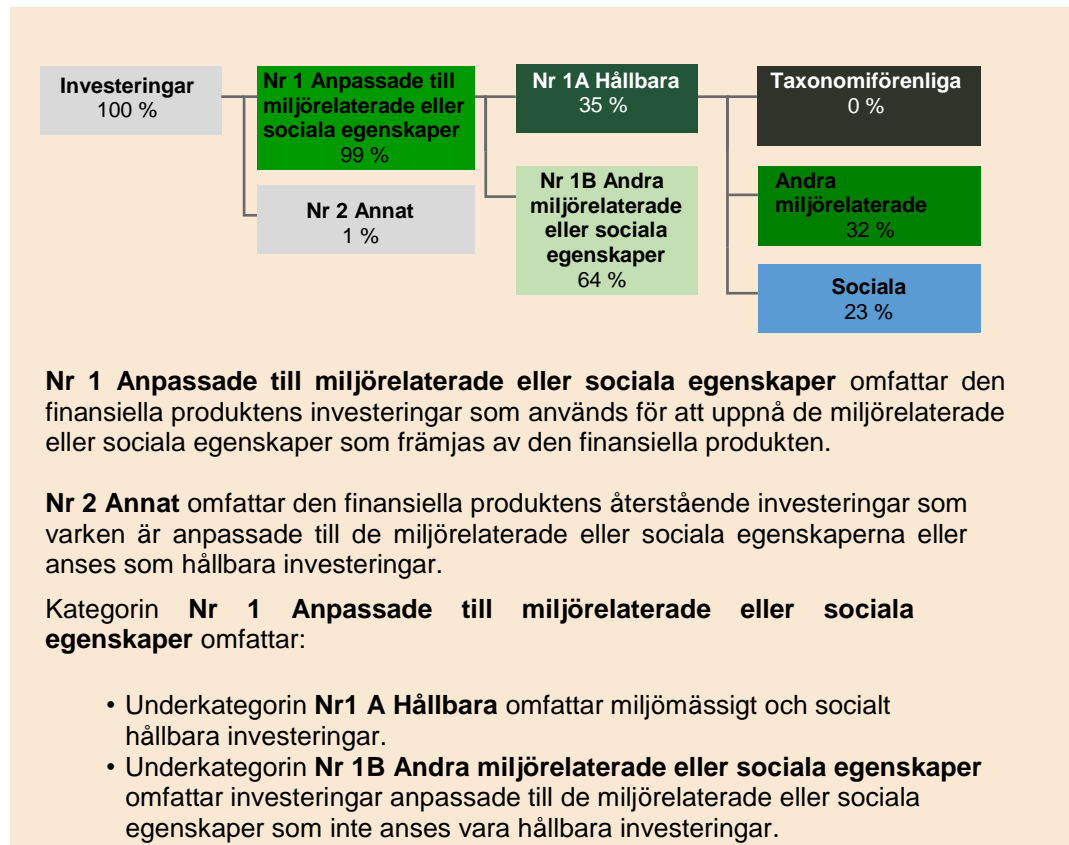 Investeringar
100 %
Nr 1 Anpassade till
miljörelaterade eller
sociala egenskaper
99 %
Nr 2 Annat
1 %
Nr 1A Hållbara
35 %
Nr 1B Andra
miljörelaterade
eller sociala
egenskaper
64 %
Taxonomiförenliga
0 %
Andra
miljörelaterade
32 %
Sociala
23 %
Nr 1 Anpassade till miljörelaterade eller sociala egenskaper omfattar den
finansiella produktens investeringar som används för att uppnå de miljörelaterade
eller sociala egenskaper som främjas av den finansiella produkten.
Nr 2 Annat omfattar den finansiella produktens återstående investeringar som
varken är anpassade till de miljörelaterade eller sociala egenskaperna eller
anses som hållbara investeringar.
Kategorin Nr 1 Anpassade till miljörelaterade eller sociala
egenskaper omfattar:
• Underkategorin Nr1 A Hållbara omfattar miljömässigt och socialt
hållbara investeringar.
• Underkategorin Nr 1B Andra miljörelaterade eller sociala egenskaper
omfattar investeringar anpassade till de miljörelaterade eller sociala
egenskaper som inte anses vara hållbara investeringar.